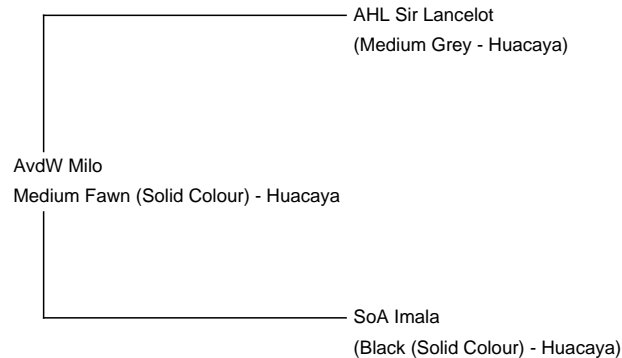 AHL Sir Lancelot
(Medium Grey - Huacaya)
AvdW Milo
Medium Fawn (Solid Colour) - Huacaya
SoA Imala
(Black (Solid Colour) - Huacaya)